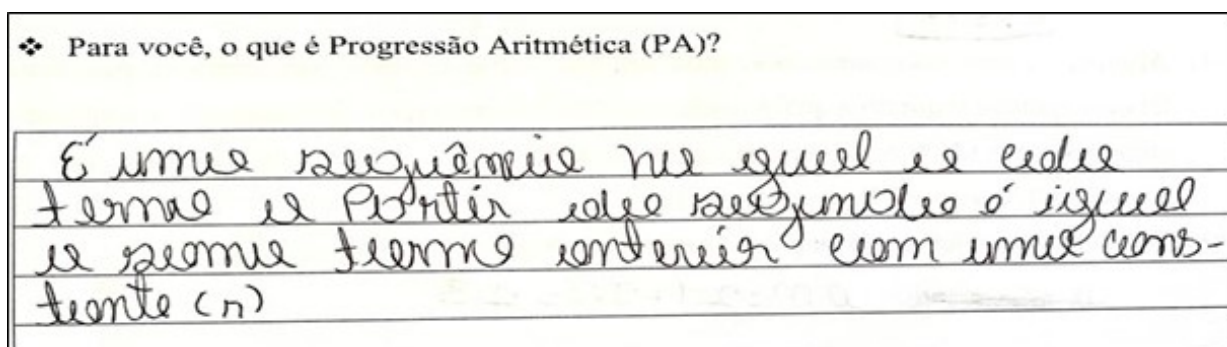 ❖ Para você, o que é Progressão Aritmética (PA)?
É uma sequência na qual a cada
termo a Partir do segundo é igual
a soma termo anterior com uma cons-
tante (r)